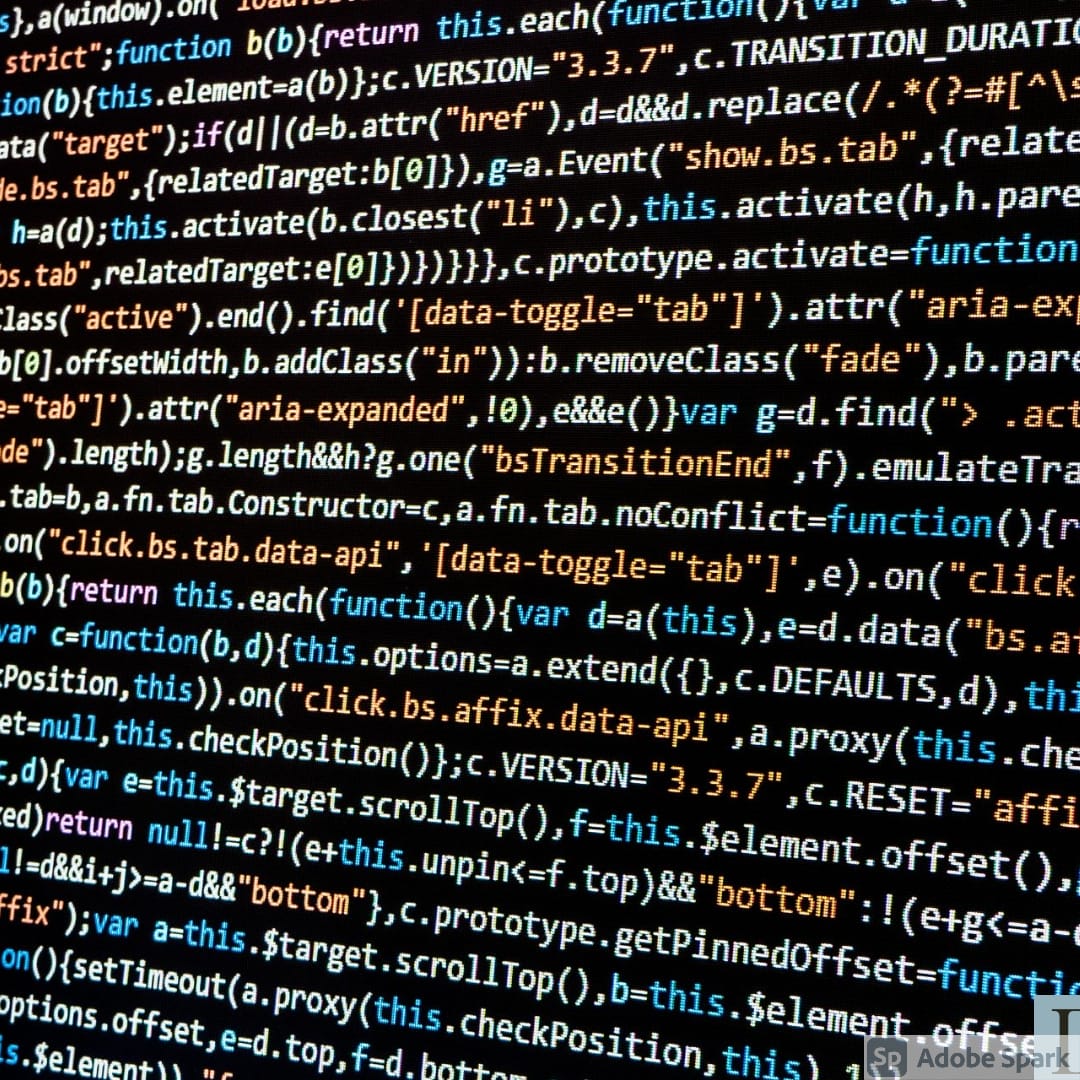 s},a(window).on(
strict";function b(b){return this.each(function(){var
ion(b){this.element=a(b)};c.VERSION="3.3.7",c.TRANSITION_DURATIO
ata("target");if(d||(d=b.attr("href"),d=d&&d.replace(/.*(?=#[^\s
de.bs.tab",{relatedTarget:b[0]}),g=a.Event("show.bs.tab",{relate
h=a(d);this.activate(b.closest("li"),c),this.activate(h,h.pare
bs.tab",relatedTarget:e[0]})})}}},c.prototype.activate=function
Class("active").end().find('[data-toggle="tab"]').attr("aria-exp
b[0].offsetWidth,b.addClass("in")):b.removeClass("fade"),b.pare
e="tab"]').attr("aria-expanded",!0),e&&e()}var g=d.find("> .act
de").length);g.length&&h?g.one("bsTransitionEnd",f).emulateTra
.tab=b,a.fn.tab.Constructor=c,a.fn.tab.noConflict=function(){r
.on("click.bs.tab.data-api",'[data-toggle="tab"]',e).on("click
b(b){return this.each(function(){var d=a(this),e=d.data("bs.af
var c=function(b,d){this.options=a.extend({},c.DEFAULTS,d),thi
kPosition,this)).on("click.bs.affix.data-api",a.proxy(this.che
et=null,this.checkPosition()};c.VERSION="3.3.7",c.RESET="affi
c,d){var e=this.$target.scrollTop(),f=this.$element.offset(),
zed)return null!=c?!(e+this.unpin<=f.top)&&"bottom":!(e+g<=a-
l!=d&&i+j>=a-d&&"bottom"},c.prototype.getPinnedOffset=functio
ffix");var a=this.$target.scrollTop(),b=this.$element.offse
on(){setTimeout(a.proxy(this.checkPosition,this),1
options.offset,e=d.top,f=d.bottom
is.$element)),"f
Sp Adobe Spark